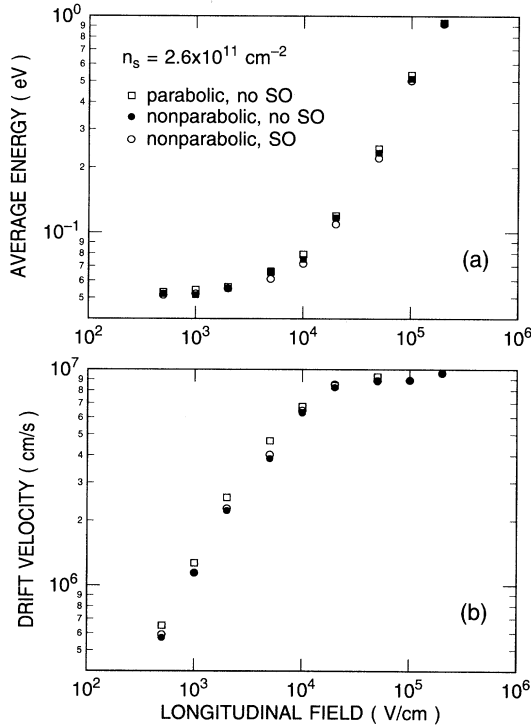 10⁰
9
8
7
6
5
4
3
2
10⁻¹
9
8
7
6
5
AVERAGE ENERGY ( eV )
nₛ = 2.6x10¹¹ cm⁻²
□ parabolic, no SO
● nonparabolic, no SO
○ nonparabolic, SO
(a)
10² 10³ 10⁴ 10⁵ 10⁶
10⁷
9
8
7
6
5
4
3
2
10⁶
9
8
7
6
5
DRIFT VELOCITY ( cm/s )
(b)
10² 10³ 10⁴ 10⁵ 10⁶
LONGITUDINAL FIELD ( V/cm )